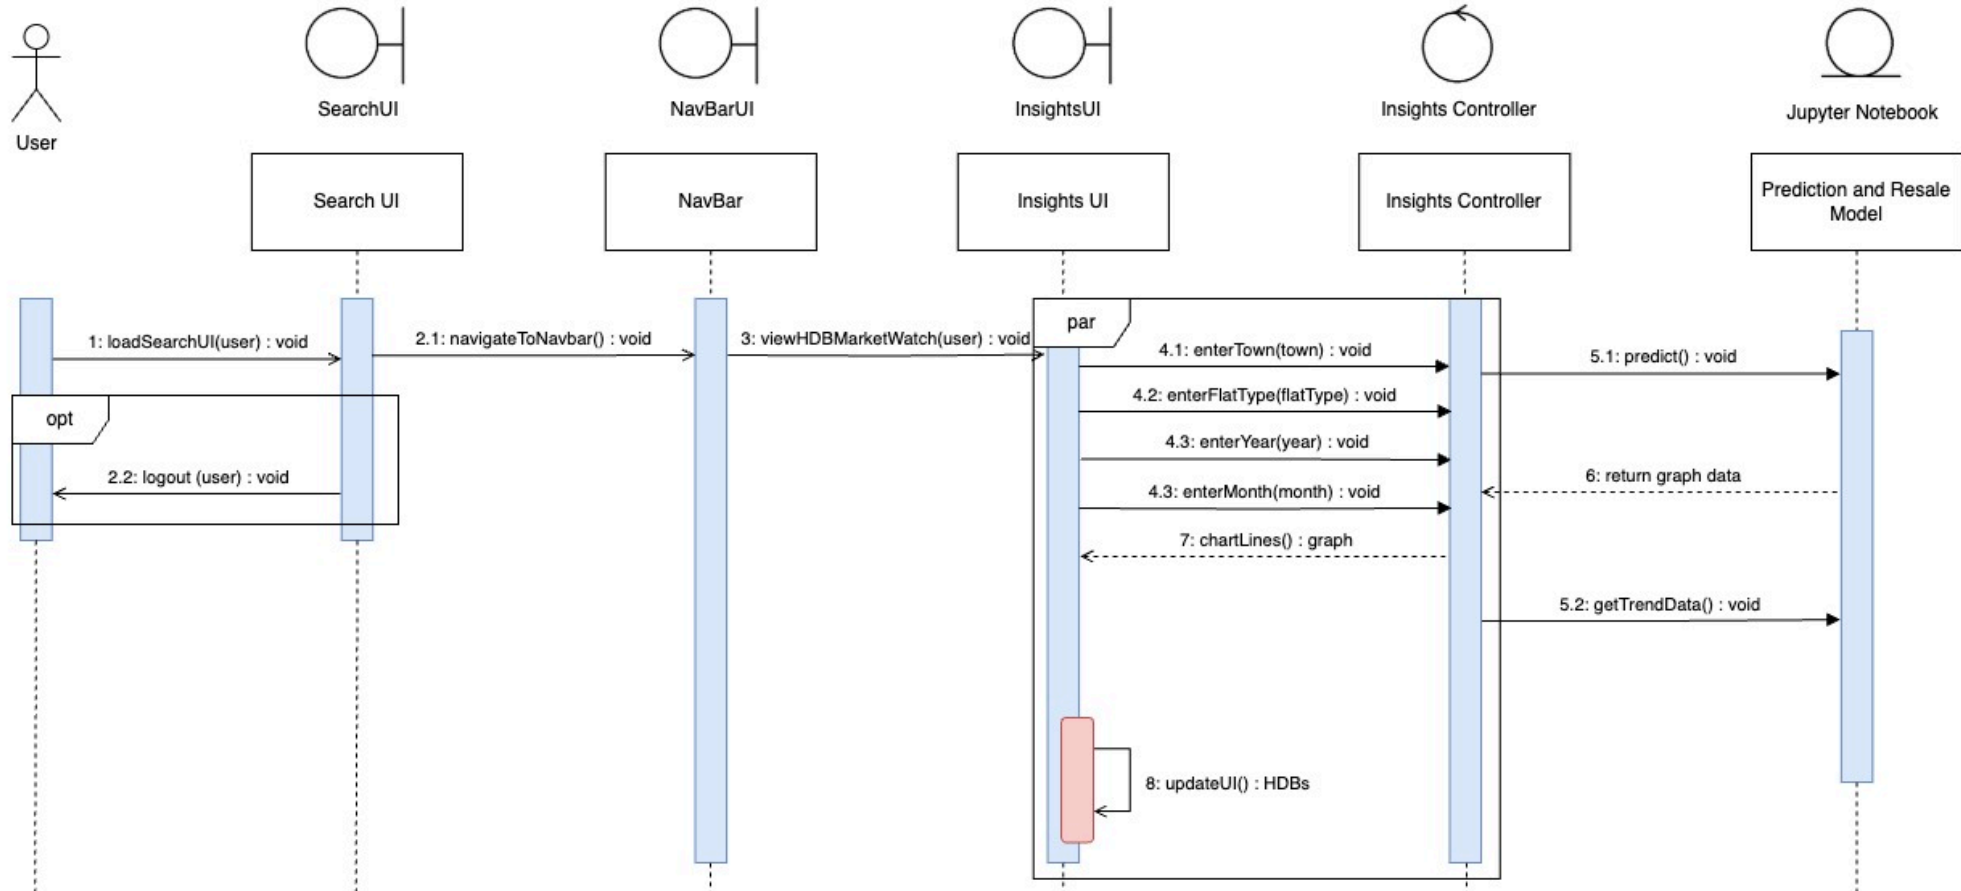 User
SearchUI
NavBarUI
InsightsUI
Insights Controller
Jupyter Notebook
Search UI
NavBar
Insights UI
Insights Controller
Prediction and Resale
Model
1: loadSearchUI(user) : void
2.1: navigateToNavbar() : void
3: viewHDBMarketWatch(user) : void
par
4.1: enterTown(town) : void
5.1: predict() : void
4.2: enterFlatType(flatType) : void
opt
4.3: enterYear(year) : void
2.2: logout (user) : void
6: return graph data
4.3: enterMonth(month) : void
7: chartLines() : graph
5.2: getTrendData() : void
8: updateUI() : HDBs